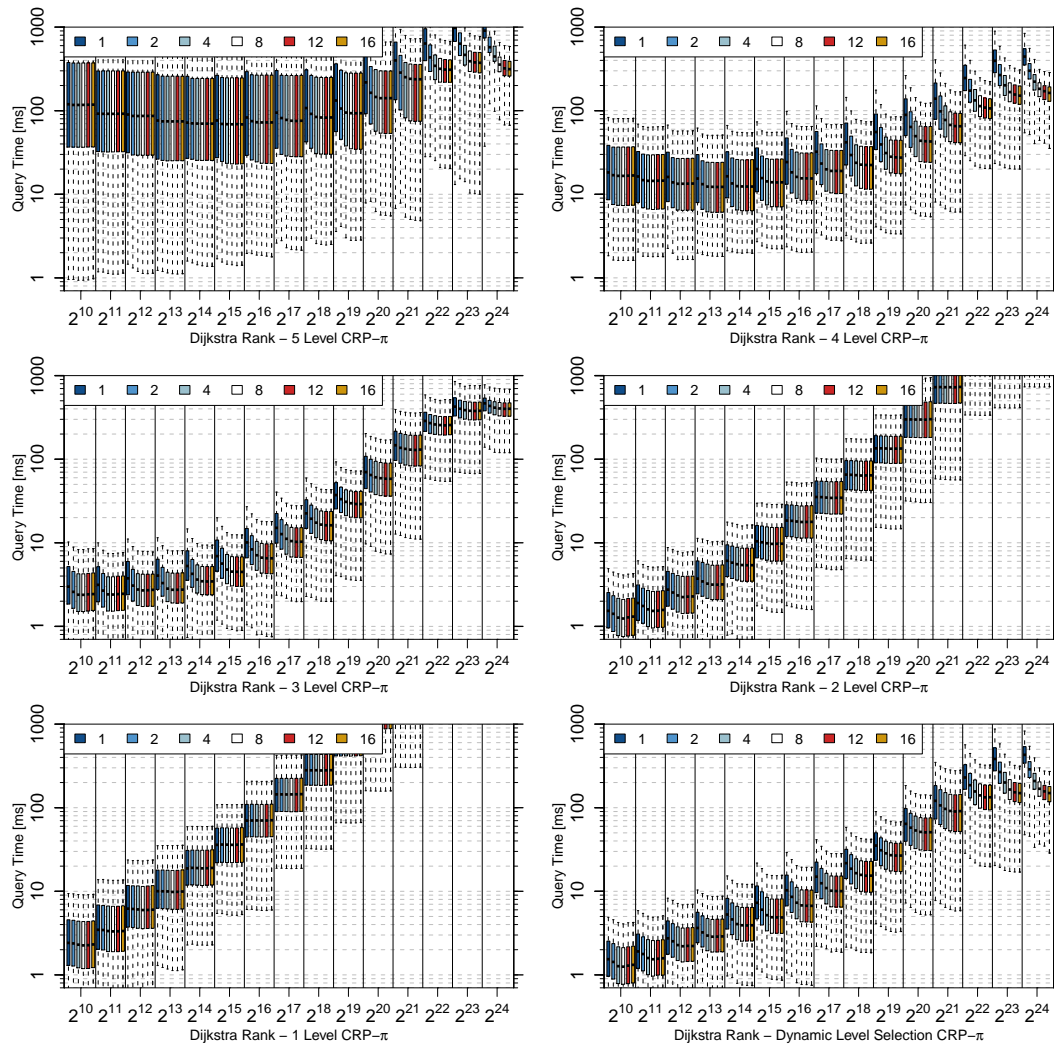 1 2 4 8 12 16
Query Time [ms]
1 10 100 1000
2^10 2^11 2^12 2^13 2^14 2^15 2^16 2^17 2^18 2^19 2^20 2^21 2^22 2^23 2^24
Dijkstra Rank − 5 Level CRP−π
1 2 4 8 12 16
Query Time [ms]
1 10 100 1000
2^10 2^11 2^12 2^13 2^14 2^15 2^16 2^17 2^18 2^19 2^20 2^21 2^22 2^23 2^24
Dijkstra Rank − 4 Level CRP−π
1 2 4 8 12 16
Query Time [ms]
1 10 100 1000
2^10 2^11 2^12 2^13 2^14 2^15 2^16 2^17 2^18 2^19 2^20 2^21 2^22 2^23 2^24
Dijkstra Rank − 3 Level CRP−π
1 2 4 8 12 16
Query Time [ms]
1 10 100 1000
2^10 2^11 2^12 2^13 2^14 2^15 2^16 2^17 2^18 2^19 2^20 2^21 2^22 2^23 2^24
Dijkstra Rank − 2 Level CRP−π
1 2 4 8 12 16
Query Time [ms]
1 10 100 1000
2^10 2^11 2^12 2^13 2^14 2^15 2^16 2^17 2^18 2^19 2^20 2^21 2^22 2^23 2^24
Dijkstra Rank − 1 Level CRP−π
1 2 4 8 12 16
Query Time [ms]
1 10 100 1000
2^10 2^11 2^12 2^13 2^14 2^15 2^16 2^17 2^18 2^19 2^20 2^21 2^22 2^23 2^24
Dijkstra Rank − Dynamic Level Selection CRP−π